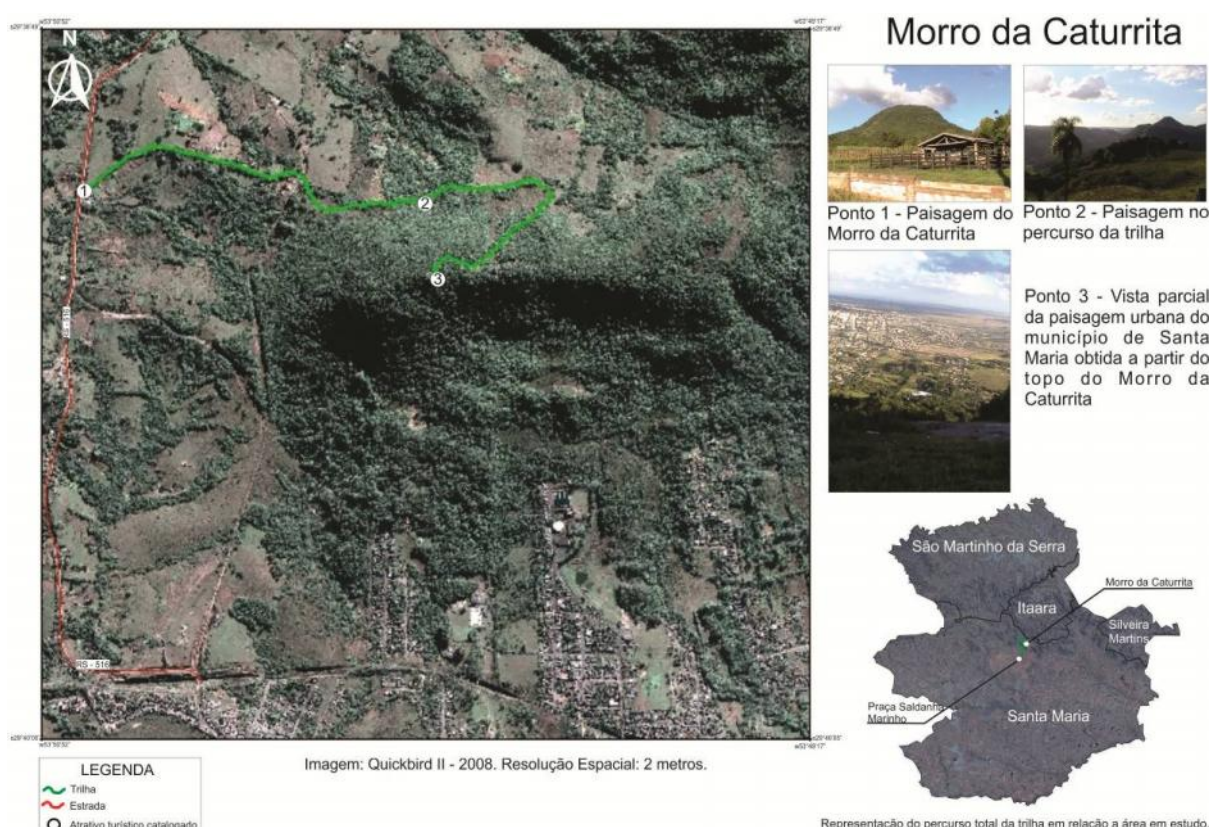 Morro da Caturrita
N
1
2
3
RS - 516
Ponto 1 - Paisagem do
Morro da Caturrita
Ponto 2 - Paisagem no
percurso da trilha
Ponto 3 - Vista parcial
da paisagem urbana do
município de Santa
Maria obtida a partir do
topo do Morro da
Caturrita
São Martinho da Serra
Morro da Caturrita
Itaara
Silveira
Martins
Praça Saldanha
Marinho
Santa Maria
Imagem: Quickbird II - 2008. Resolução Espacial: 2 metros.
LEGENDA
Trilha
Estrada
Atrativo turístico catalogado
Representação do percurso total da trilha em relação a área em estudo.